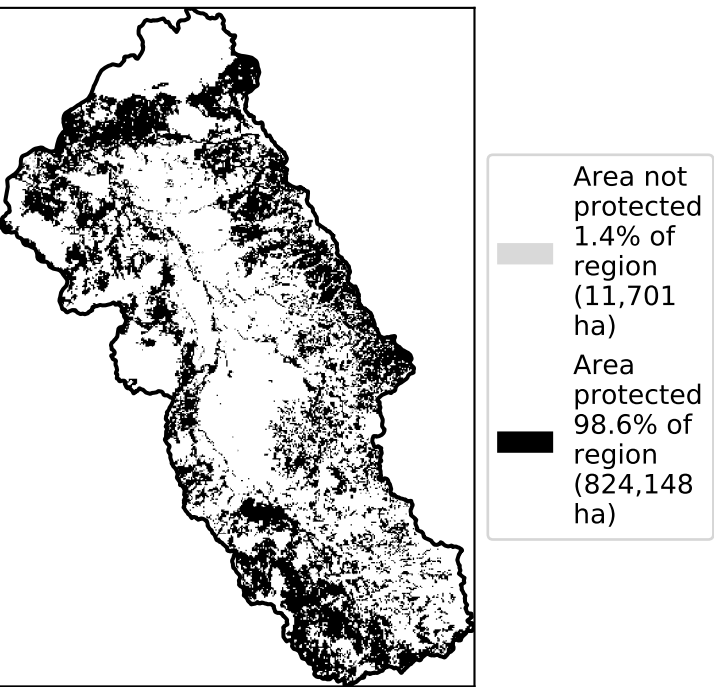 Area not
protected
1.4% of
region
(11,701
ha)
Area
protected
98.6% of
region
(824,148
ha)